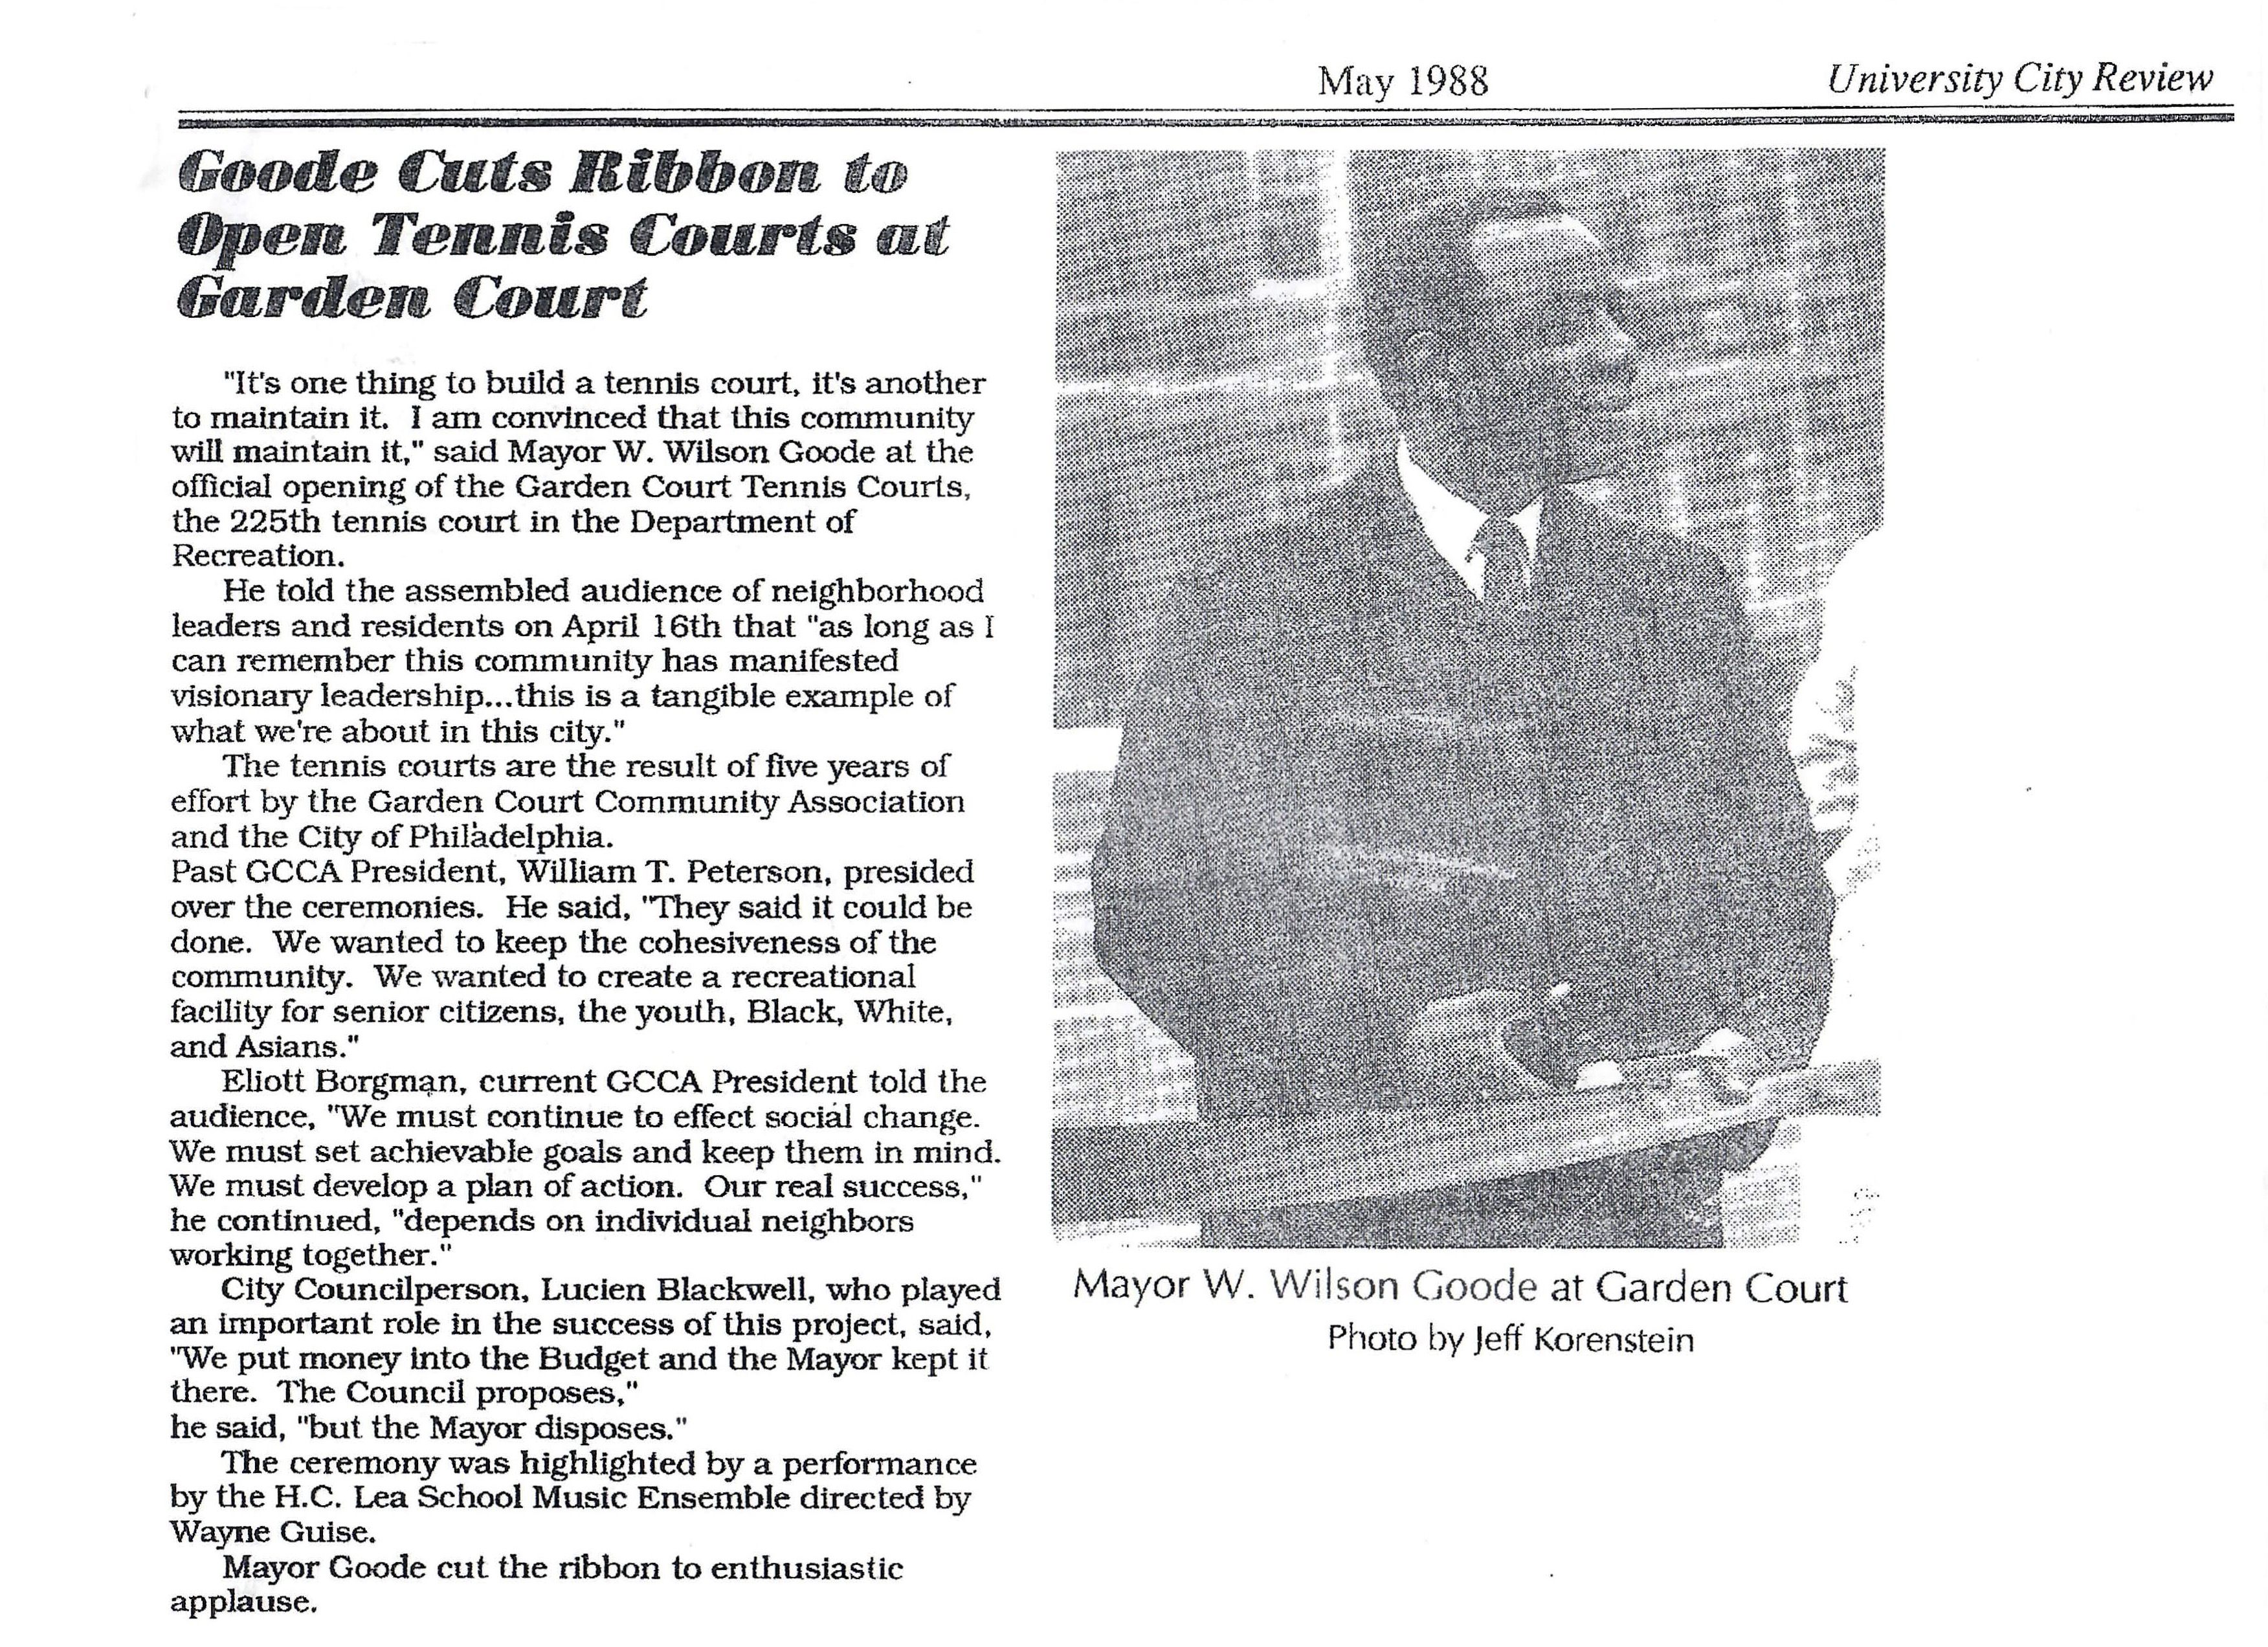 May 1988
University City Review
Goode Cuts Ribbon to
Open Tennis Courts at
Garden Court
"It's one thing to build a tennis court, it's another
to maintain it. I am convinced that this community
will maintain it," said Mayor W. Wilson Goode at the
official opening of the Garden Court Tennis Courts,
the 225th tennis court in the Department of
Recreation.
He told the assembled audience of neighborhood
leaders and residents on April 16th that "as long as I
can remember this community has manifested
visionary leadership...this is a tangible example of
what we're about in this city."
The tennis courts are the result of five years of
effort by the Garden Court Community Association
and the City of Philadelphia.
Past GCCA President, William T. Peterson, presided
over the ceremonies. He said, "They said it could be
done. We wanted to keep the cohesiveness of the
community. We wanted to create a recreational
facility for senior citizens, the youth, Black, White,
and Asians."
Eliott Borgman, current GCCA President told the
audience, "We must continue to effect social change.
We must set achievable goals and keep them in mind.
We must develop a plan of action. Our real success,"
he continued, "depends on individual neighbors
working together."
City Councilperson, Lucien Blackwell, who played
an important role in the success of this project, said,
"We put money into the Budget and the Mayor kept it
there. The Council proposes,"
he said, "but the Mayor disposes."
The ceremony was highlighted by a performance
by the H.C. Lea School Music Ensemble directed by
Wayne Guise.
Mayor Goode cut the ribbon to enthusiastic
applause.
Mayor W. Wilson Goode at Garden Court
Photo by Jeff Korenstein